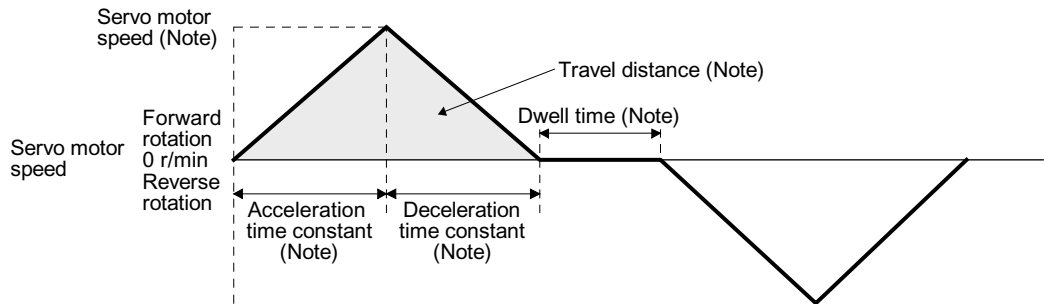 Servo motor
speed (Note)
Travel distance (Note)
Dwell time (Note)
Servo motor
speed
Forward
rotation
0 r/min
Reverse
rotation
Acceleration
time constant
(Note)
Deceleration
time constant
(Note)